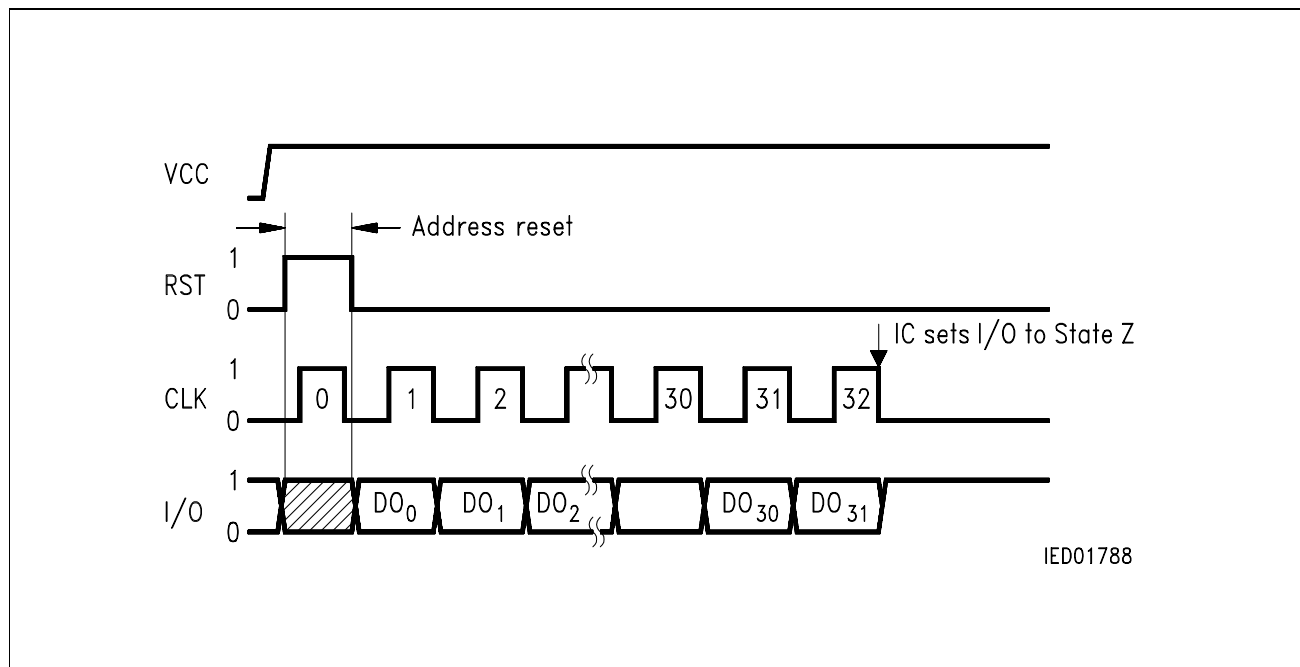 VCC
Address reset
1
RST
0
IC sets I/O to State Z
1
CLK 0 1 2 30 31 32
0
1
I/O DO0 DO1 DO2 DO30 DO31
0
IED01788